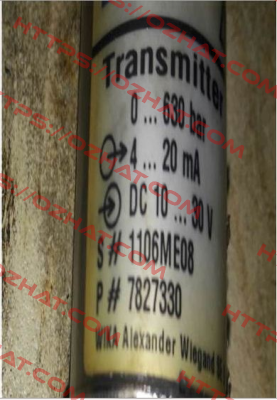 Transmitter
0 ... 630 bar
4 ... 20 mA
DC 10 ... 30 V
S # 1106ME08
P # 7827330
WIKA Alexander Wiegand
HTTPS://OZHAT.COM